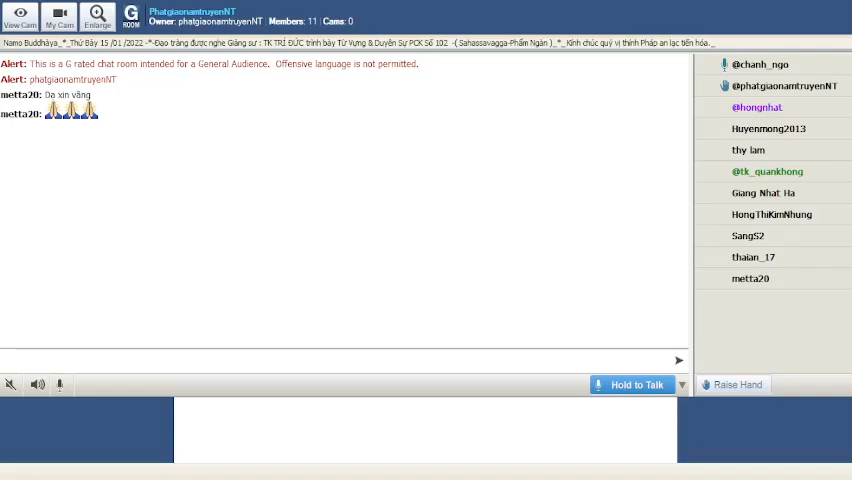 View Cam
My Cam
Enlarge
G
ROOM
PhatgiaonamtruyenNT
Owner: phatgiaonamtruyenNT | Members: 11 | Cams: 0
Namo Buddhàya_*_Thứ Bảy 15 /01 /2022 -*-Đạo tràng được nghe Giảng sư : TK TRÍ ĐỨC trình bày Từ Vựng & Duyên Sự PCK Số 102 -( Sahassavagga-Phẩm Ngàn )_*_ Kính chúc quý vị thính Pháp an lạc tiến hóa._
Alert: This is a G rated chat room intended for a General Audience. Offensive language is not permitted.
Alert: phatgiaonamtruyenNT
metta20: Dạ xin vâng
metta20:
@chanh_ngo
@phatgiaonamtruyenNT
@hongnhat
Huyenmong2013
thy lam
@tk_quankhong
Giang Nhat Ha
HongThiKimNhung
SangS2
thaian_17
metta20
Hold to Talk
Raise Hand